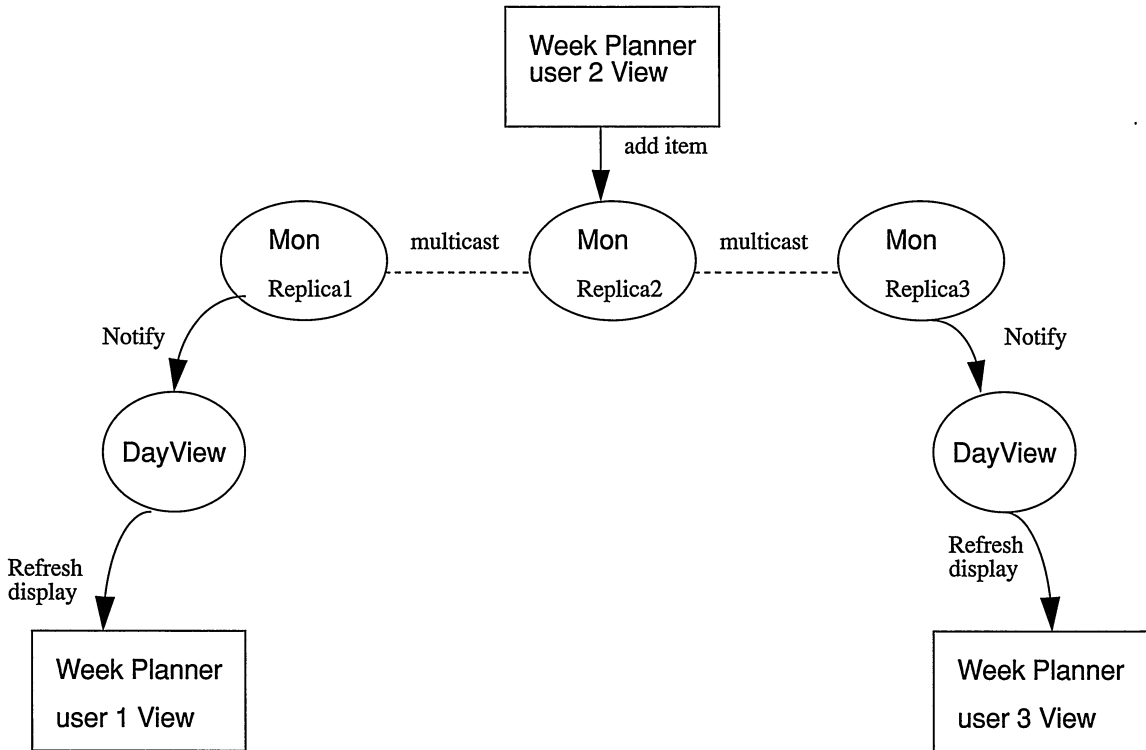 Week Planner
user 2 View
add item
Mon
Replica1
multicast
Mon
Replica2
multicast
Mon
Replica3
Notify
Notify
DayView
DayView
Refresh
display
Refresh
display
Week Planner
user 1 View
Week Planner
user 3 View